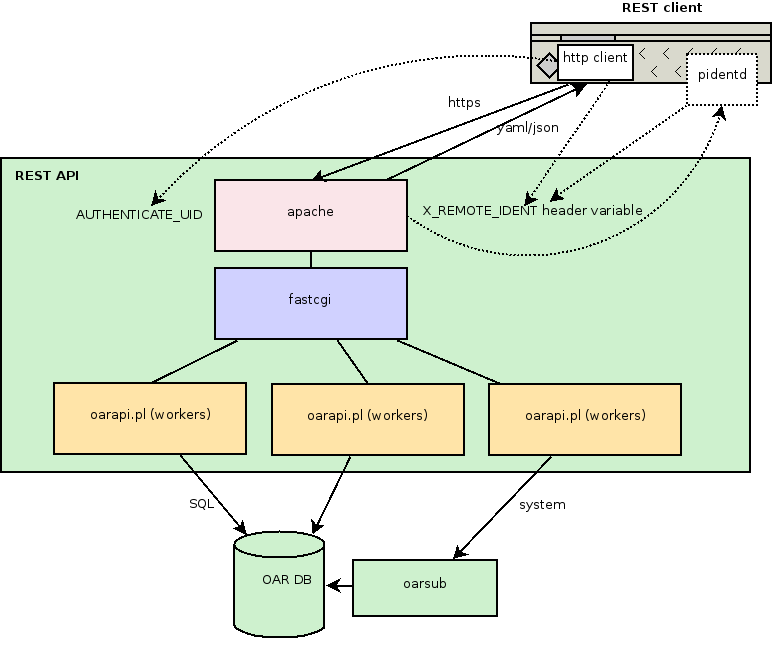 REST client
http client
pidentd
https
yaml/json
REST API
apache
AUTHENTICATE_UID
X_REMOTE_IDENT header variable
fastcgi
oarapi.pl (workers)
oarapi.pl (workers)
oarapi.pl (workers)
SQL
system
OAR DB
oarsub